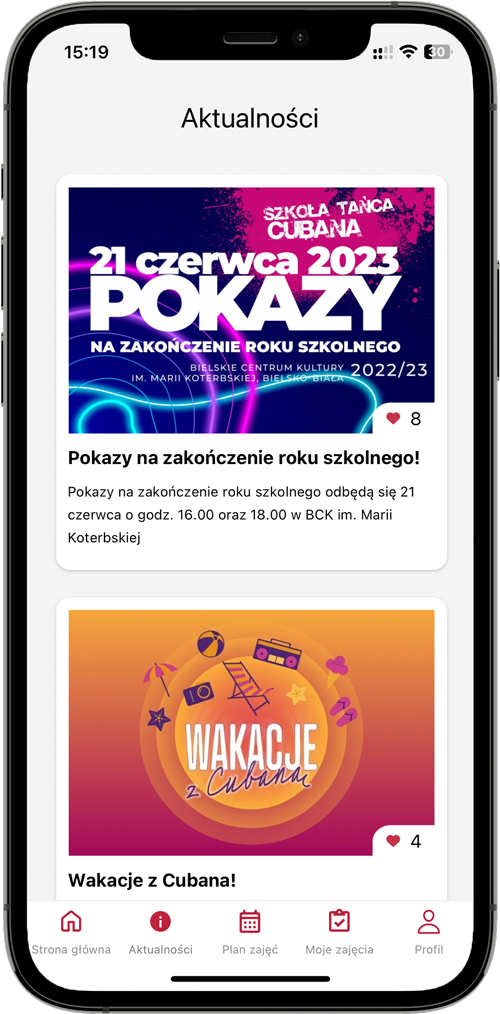 15:19
30
Aktualności
SZKOŁA TAŃCA
CUBANA
21 czerwca 2023
POKAZY
NA ZAKOŃCZENIE ROKU SZKOLNEGO
BIELSKIE CENTRUM KULTURY
IM. MARII KOTERBSKIEJ, BIELSKO-BIAŁA
2022/23
8
Pokazy na zakończenie roku szkolnego!
Pokazy na zakończenie roku szkolnego odbędą się 21
czerwca o godz. 16.00 oraz 18.00 w BCK im. Marii
Koterbskiej
WAKACJE
z Cubaną
4
Wakacje z Cubana!
Strona główna
Aktualności
Plan zajęć
Moje zajęcia
Profil